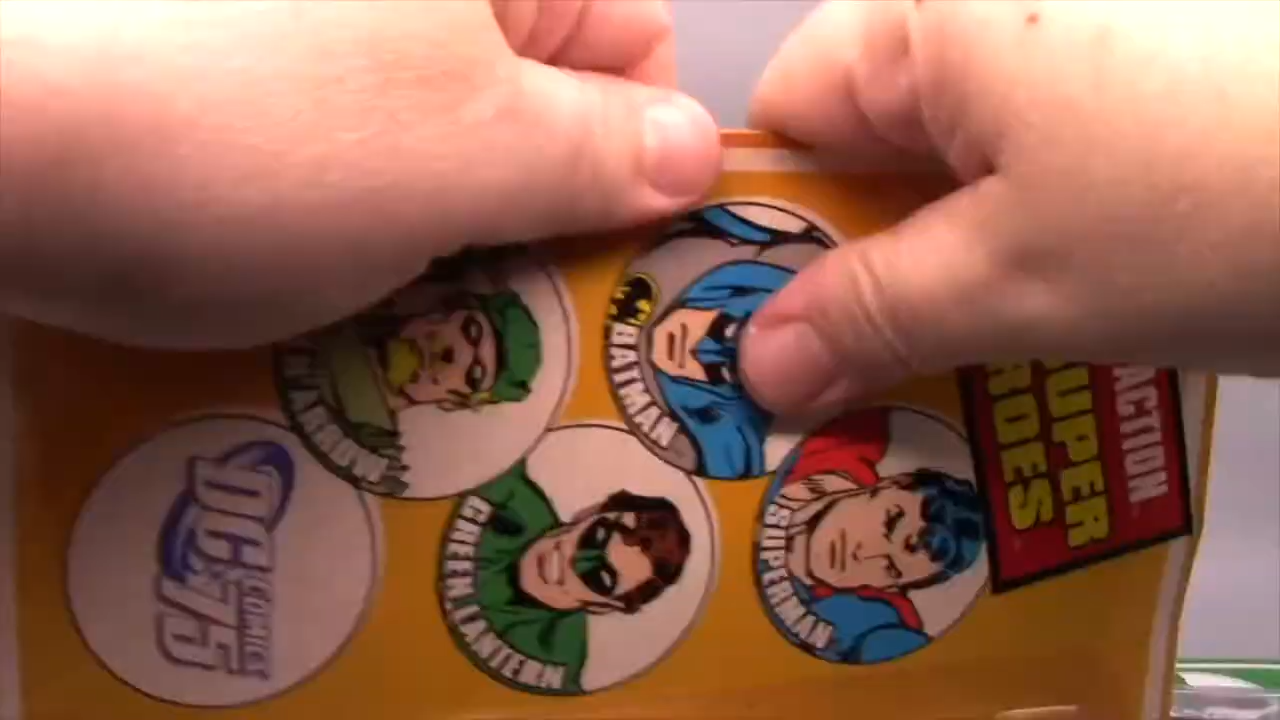 ACTION
SUPER
ROES
BATMAN
SUPERMAN
ARROW
GREEN LANTERN
DC
COMICS
75